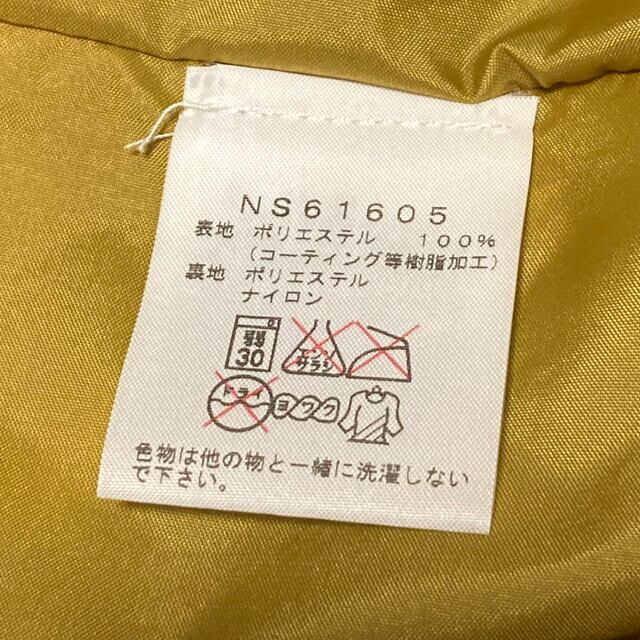 NS61605
表地 ポリエステル 100%
(コーティング等樹脂加工)
裏地 ポリエステル
ナイロン
弱 30 エンソ サラシ
ドライ ヨワク
色物は他の物と一緒に洗濯しない
で下さい。